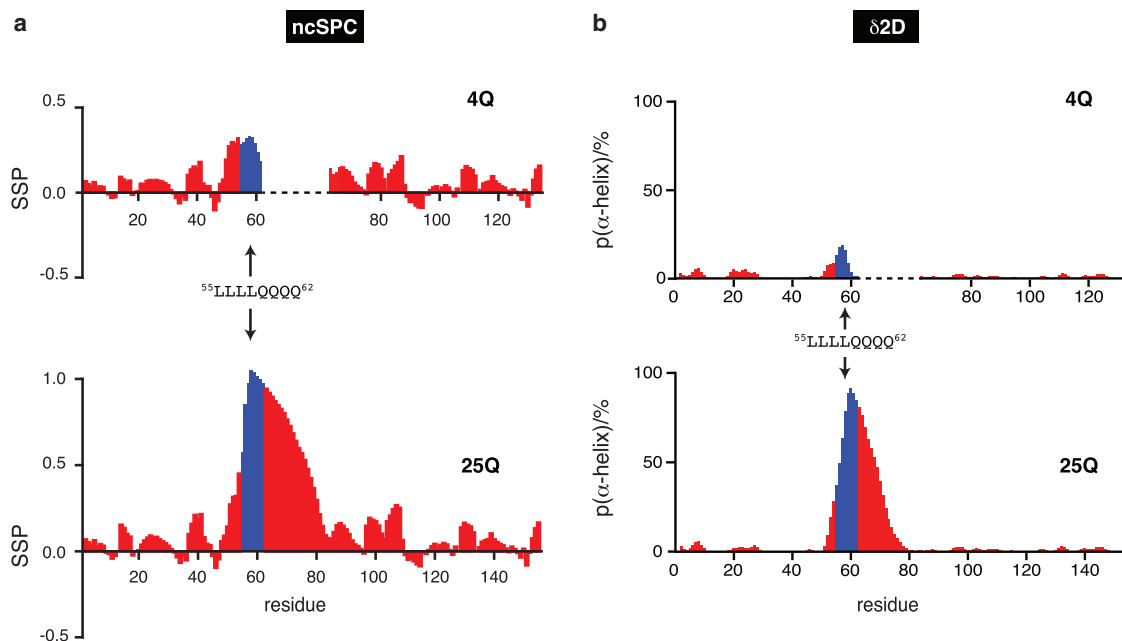 a ncSPC
4Q
0.5
0.0
-0.5
SSP
20 40 60 80 100 120
⁵⁵LLLLQQQQ⁶²
25Q
1.0
0.5
0.0
-0.5
SSP
20 40 60 80 100 120 140
residue
b δ2D
4Q
100
50
0
p(α-helix)/%
0 20 40 60 80 100 120
⁵⁵LLLLQQQQ⁶²
25Q
100
50
0
p(α-helix)/%
0 20 40 60 80 100 120 140
residue